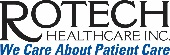 ROTECH
HEALTHCARE INC.
We Care About Patient Care